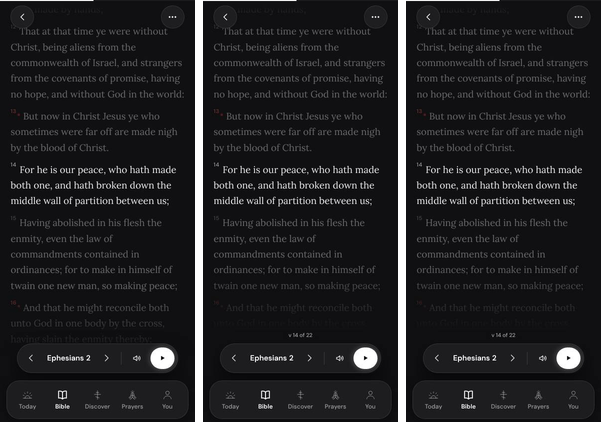 That at that time ye were without
Christ, being aliens from the
commonwealth of Israel, and strangers
from the covenants of promise, having
no hope, and without God in the world:
13 But now in Christ Jesus ye who
sometimes were far off are made nigh
by the blood of Christ.
14 For he is our peace, who hath made
both one, and hath broken down the
middle wall of partition between us;
15 Having abolished in his flesh the
enmity, even the law of
commandments contained in
ordinances; for to make in himself of
twain one new man, so making peace;
16 And that he might reconcile both
unto God in one body by the cross,
having slain the enmity thereby:
Ephesians 2
Today
Bible
Discover
Prayers
You
That at that time ye were without
Christ, being aliens from the
commonwealth of Israel, and strangers
from the covenants of promise, having
no hope, and without God in the world:
13 But now in Christ Jesus ye who
sometimes were far off are made nigh
by the blood of Christ.
14 For he is our peace, who hath made
both one, and hath broken down the
middle wall of partition between us;
15 Having abolished in his flesh the
enmity, even the law of
commandments contained in
ordinances; for to make in himself of
twain one new man, so making peace;
And that he might reconcile both
v 14 of 22
Ephesians 2
Today
Bible
Discover
Prayers
You
That at that time ye were without
Christ, being aliens from the
commonwealth of Israel, and strangers
from the covenants of promise, having
no hope, and without God in the world:
13 But now in Christ Jesus ye who
sometimes were far off are made nigh
by the blood of Christ.
14 For he is our peace, who hath made
both one, and hath broken down the
middle wall of partition between us;
15 Having abolished in his flesh the
enmity, even the law of
commandments contained in
ordinances; for to make in himself of
twain one new man, so making peace;
And that he might reconcile both
v 14 of 22
Ephesians 2
Today
Bible
Discover
Prayers
You